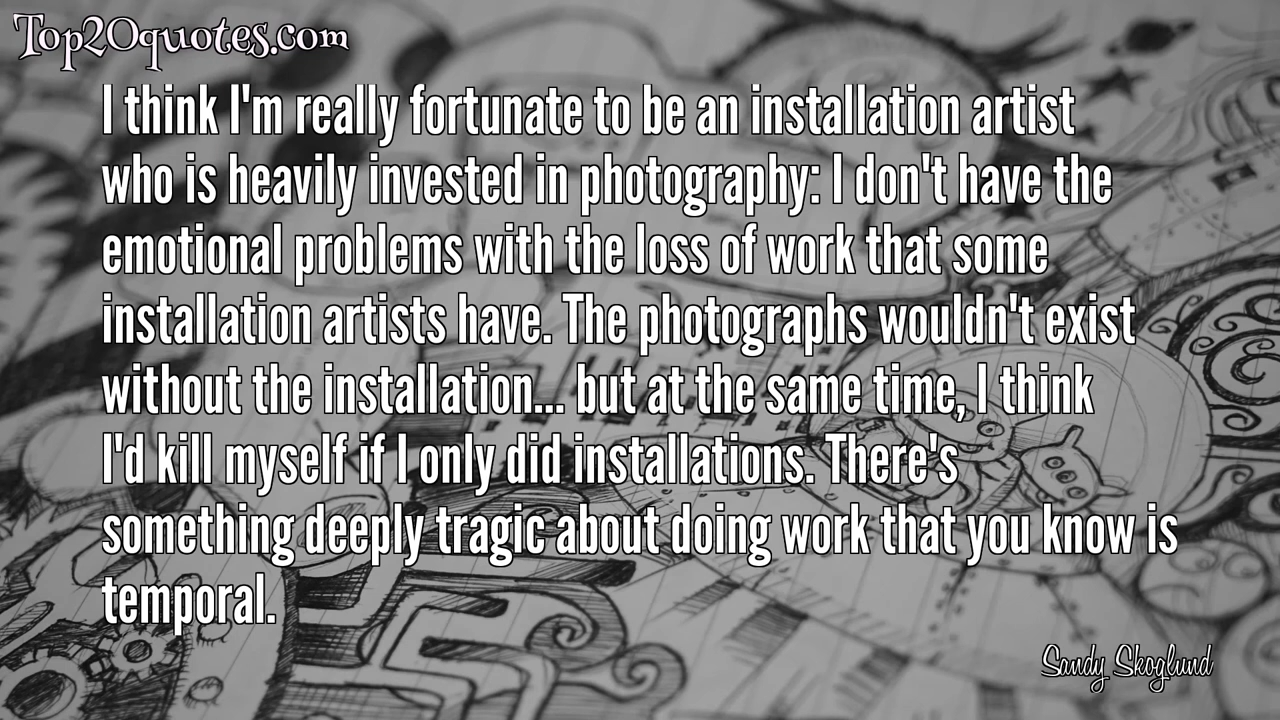 Top20quotes.com
I think I'm really fortunate to be an installation artist
who is heavily invested in photography: I don't have the
emotional problems with the loss of work that some
installation artists have. The photographs wouldn't exist
without the installation... but at the same time, I think
I'd kill myself if I only did installations. There's
something deeply tragic about doing work that you know is
temporal.
Sandy Skoglund